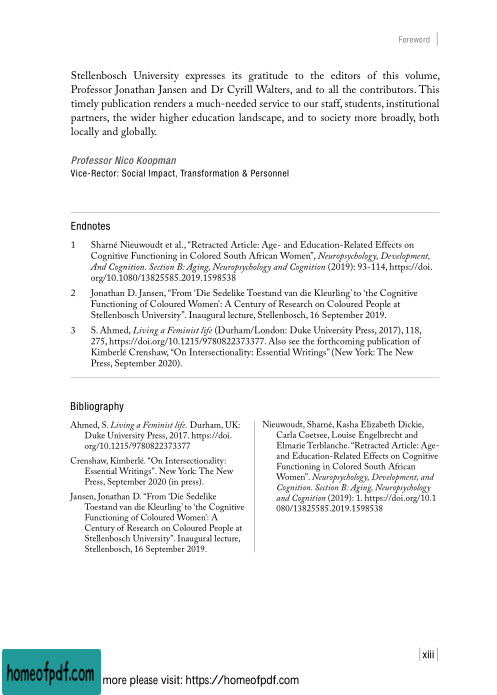 Foreword
Stellenbosch University expresses its gratitude to the editors of this volume,
Professor Jonathan Jansen and Dr Cyrill Walters, and to all the contributors. This
timely publication renders a much-needed service to our staff, students, institutional
partners, the wider higher education landscape, and to society more broadly, both
locally and globally.
Professor Nico Koopman
Vice-Rector: Social Impact, Transformation & Personnel
Endnotes
1 Sharné Nieuwoudt et al., “Retracted Article: Age- and Education-Related Effects on
Cognitive Functioning in Colored South African Women”, Neuropsychology, Development,
And Cognition. Section B: Aging, Neuropsychology and Cognition (2019): 93-114, https://doi.
org/10.1080/13825585.2019.1598538
2 Jonathan D. Jansen, “From ‘Die Sedelike Toestand van die Kleurling’ to ‘the Cognitive
Functioning of Coloured Women’: A Century of Research on Coloured People at
Stellenbosch University”. Inaugural lecture, Stellenbosch, 16 September 2019.
3 S. Ahmed, Living a Feminist life (Durham/London: Duke University Press, 2017), 118,
275, https://doi.org/10.1215/9780822373377. Also see the forthcoming publication of
Kimberlé Crenshaw, “On Intersectionality: Essential Writings” (New York: The New
Press, September 2020).
Bibliography
Ahmed, S. Living a Feminist life. Durham, UK:
Duke University Press, 2017. https://doi.
org/10.1215/9780822373377
Crenshaw, Kimberlé. “On Intersectionality:
Essential Writings”. New York: The New
Press, September 2020 (in press).
Jansen, Jonathan D. “From ‘Die Sedelike
Toestand van die Kleurling’ to ‘the Cognitive
Functioning of Coloured Women’: A
Century of Research on Coloured People at
Stellenbosch University”. Inaugural lecture,
Stellenbosch, 16 September 2019.
Nieuwoudt, Sharné, Kasha Elizabeth Dickie,
Carla Coetsee, Louise Engelbrecht and
Elmarie Terblanche. “Retracted Article: Age-
and Education-Related Effects on Cognitive
Functioning in Colored South African
Women”. Neuropsychology, Development, and
Cognition. Section B: Aging, Neuropsychology
and Cognition (2019): 1. https://doi.org/10.1
080/13825585.2019.1598538
xiii
homeofpdf.com
more please visit: https://homeofpdf.com